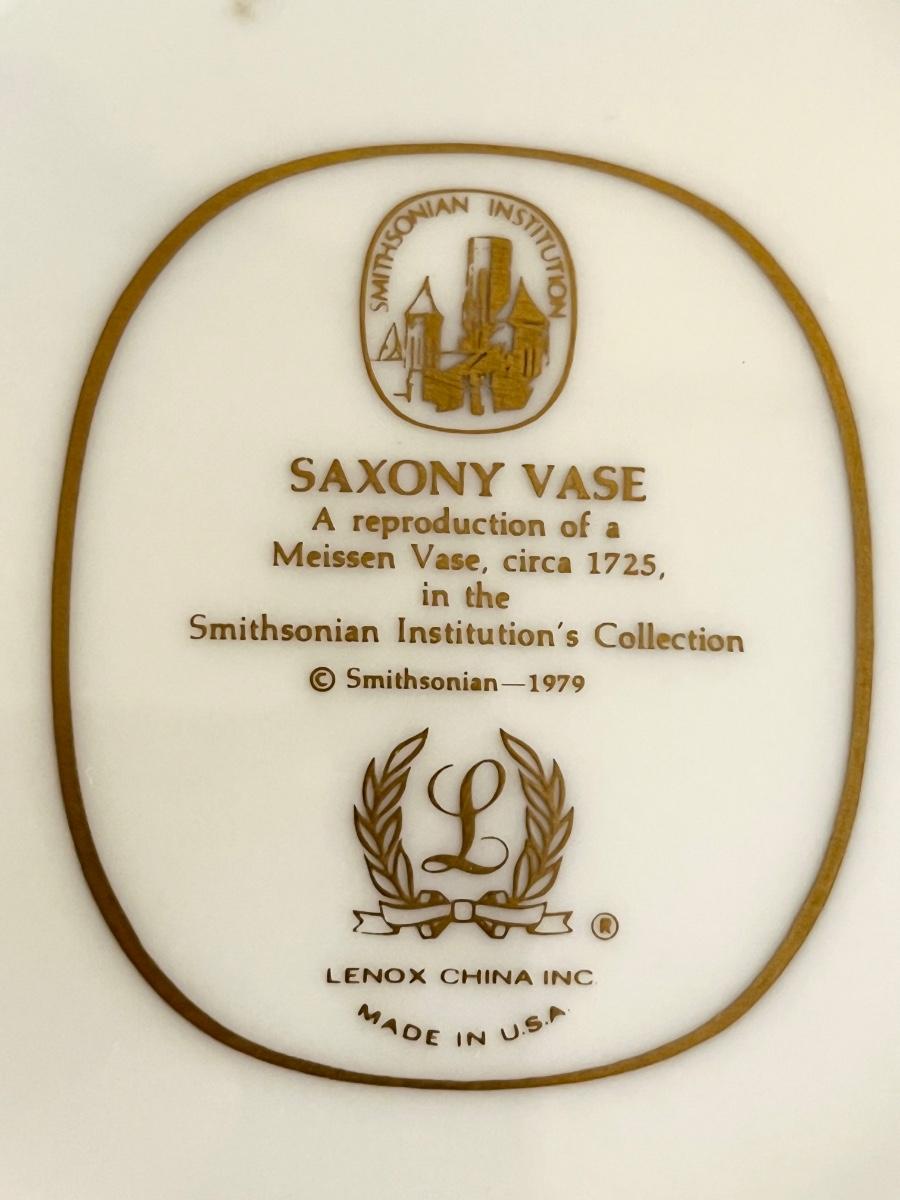 SMITHSONIAN INSTITUTION
SAXONY VASE
A reproduction of a
Meissen Vase, circa 1725,
in the
Smithsonian Institution's Collection
© Smithsonian—1979
L
®
LENOX CHINA INC.
MADE IN U.S.A.